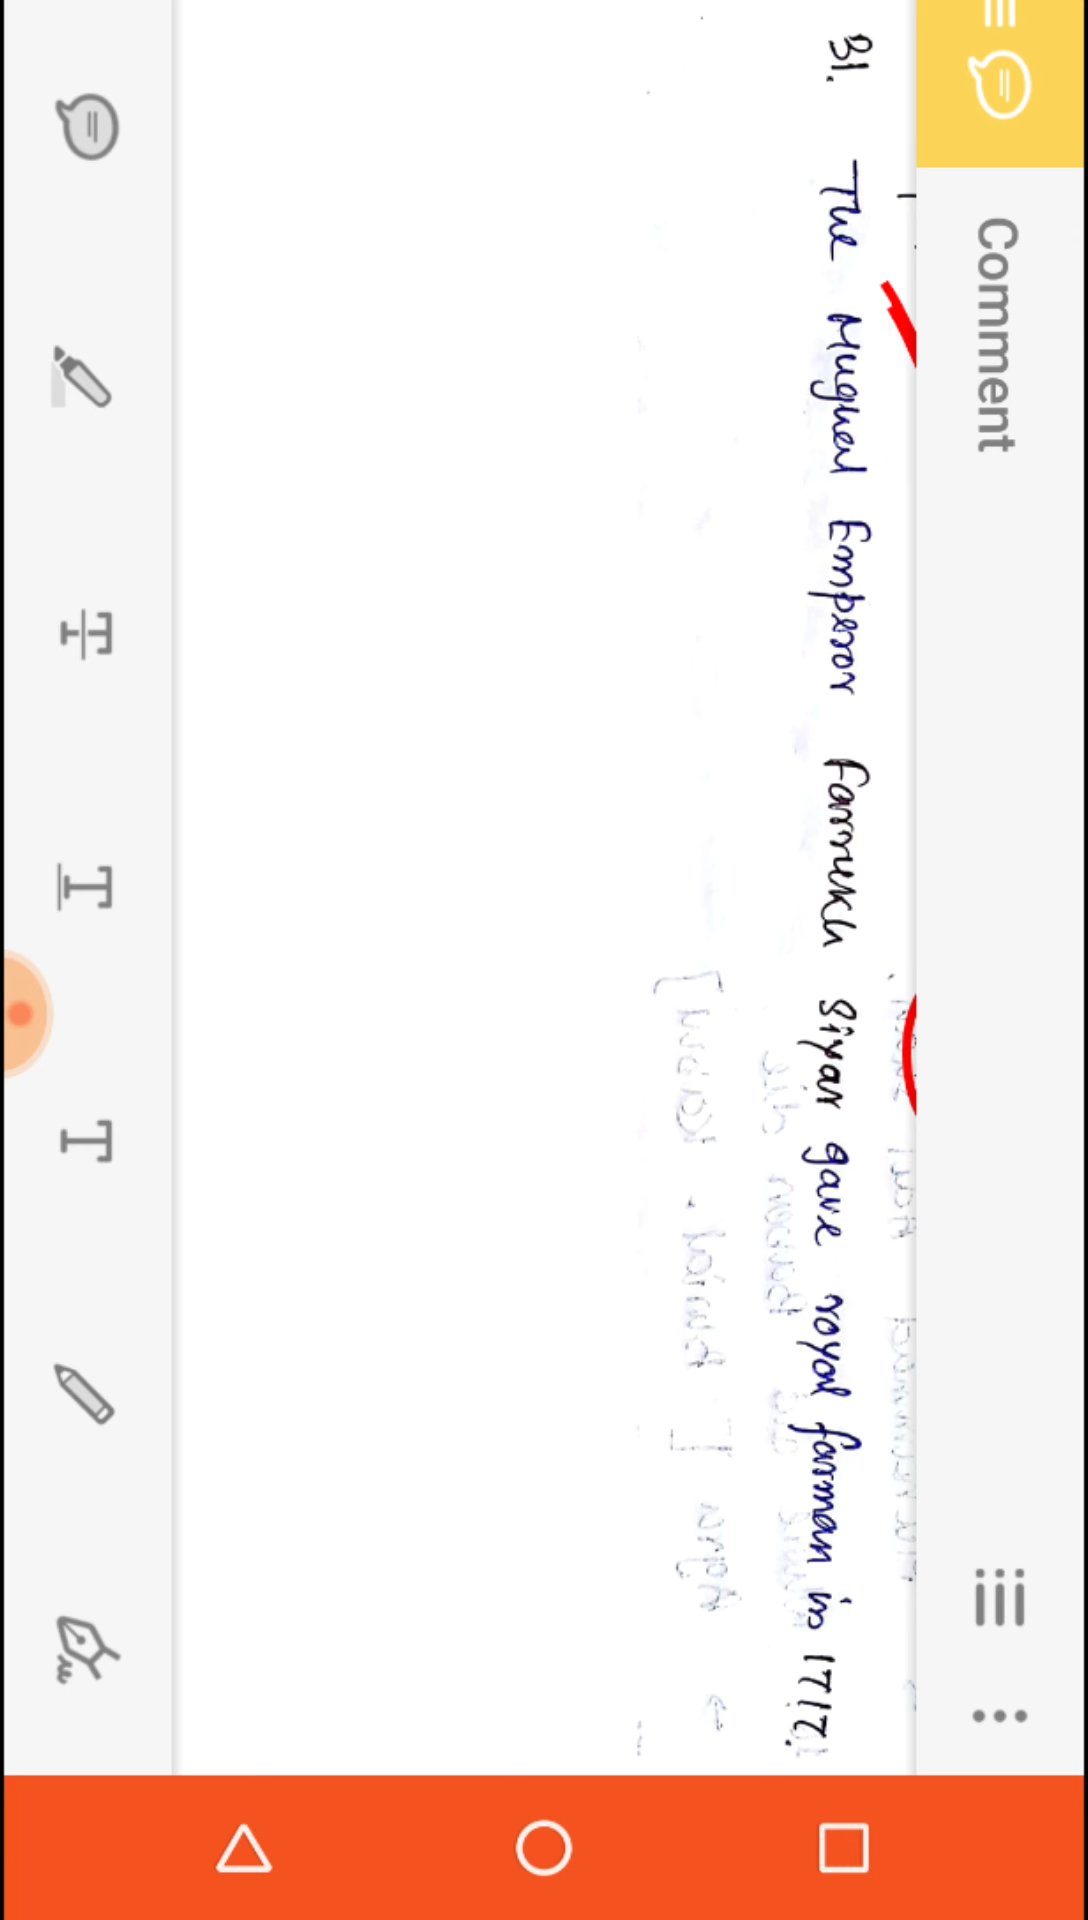 Comment
31. The Mughal Emperor Farrukh Siyar gave royal farman in 1717.